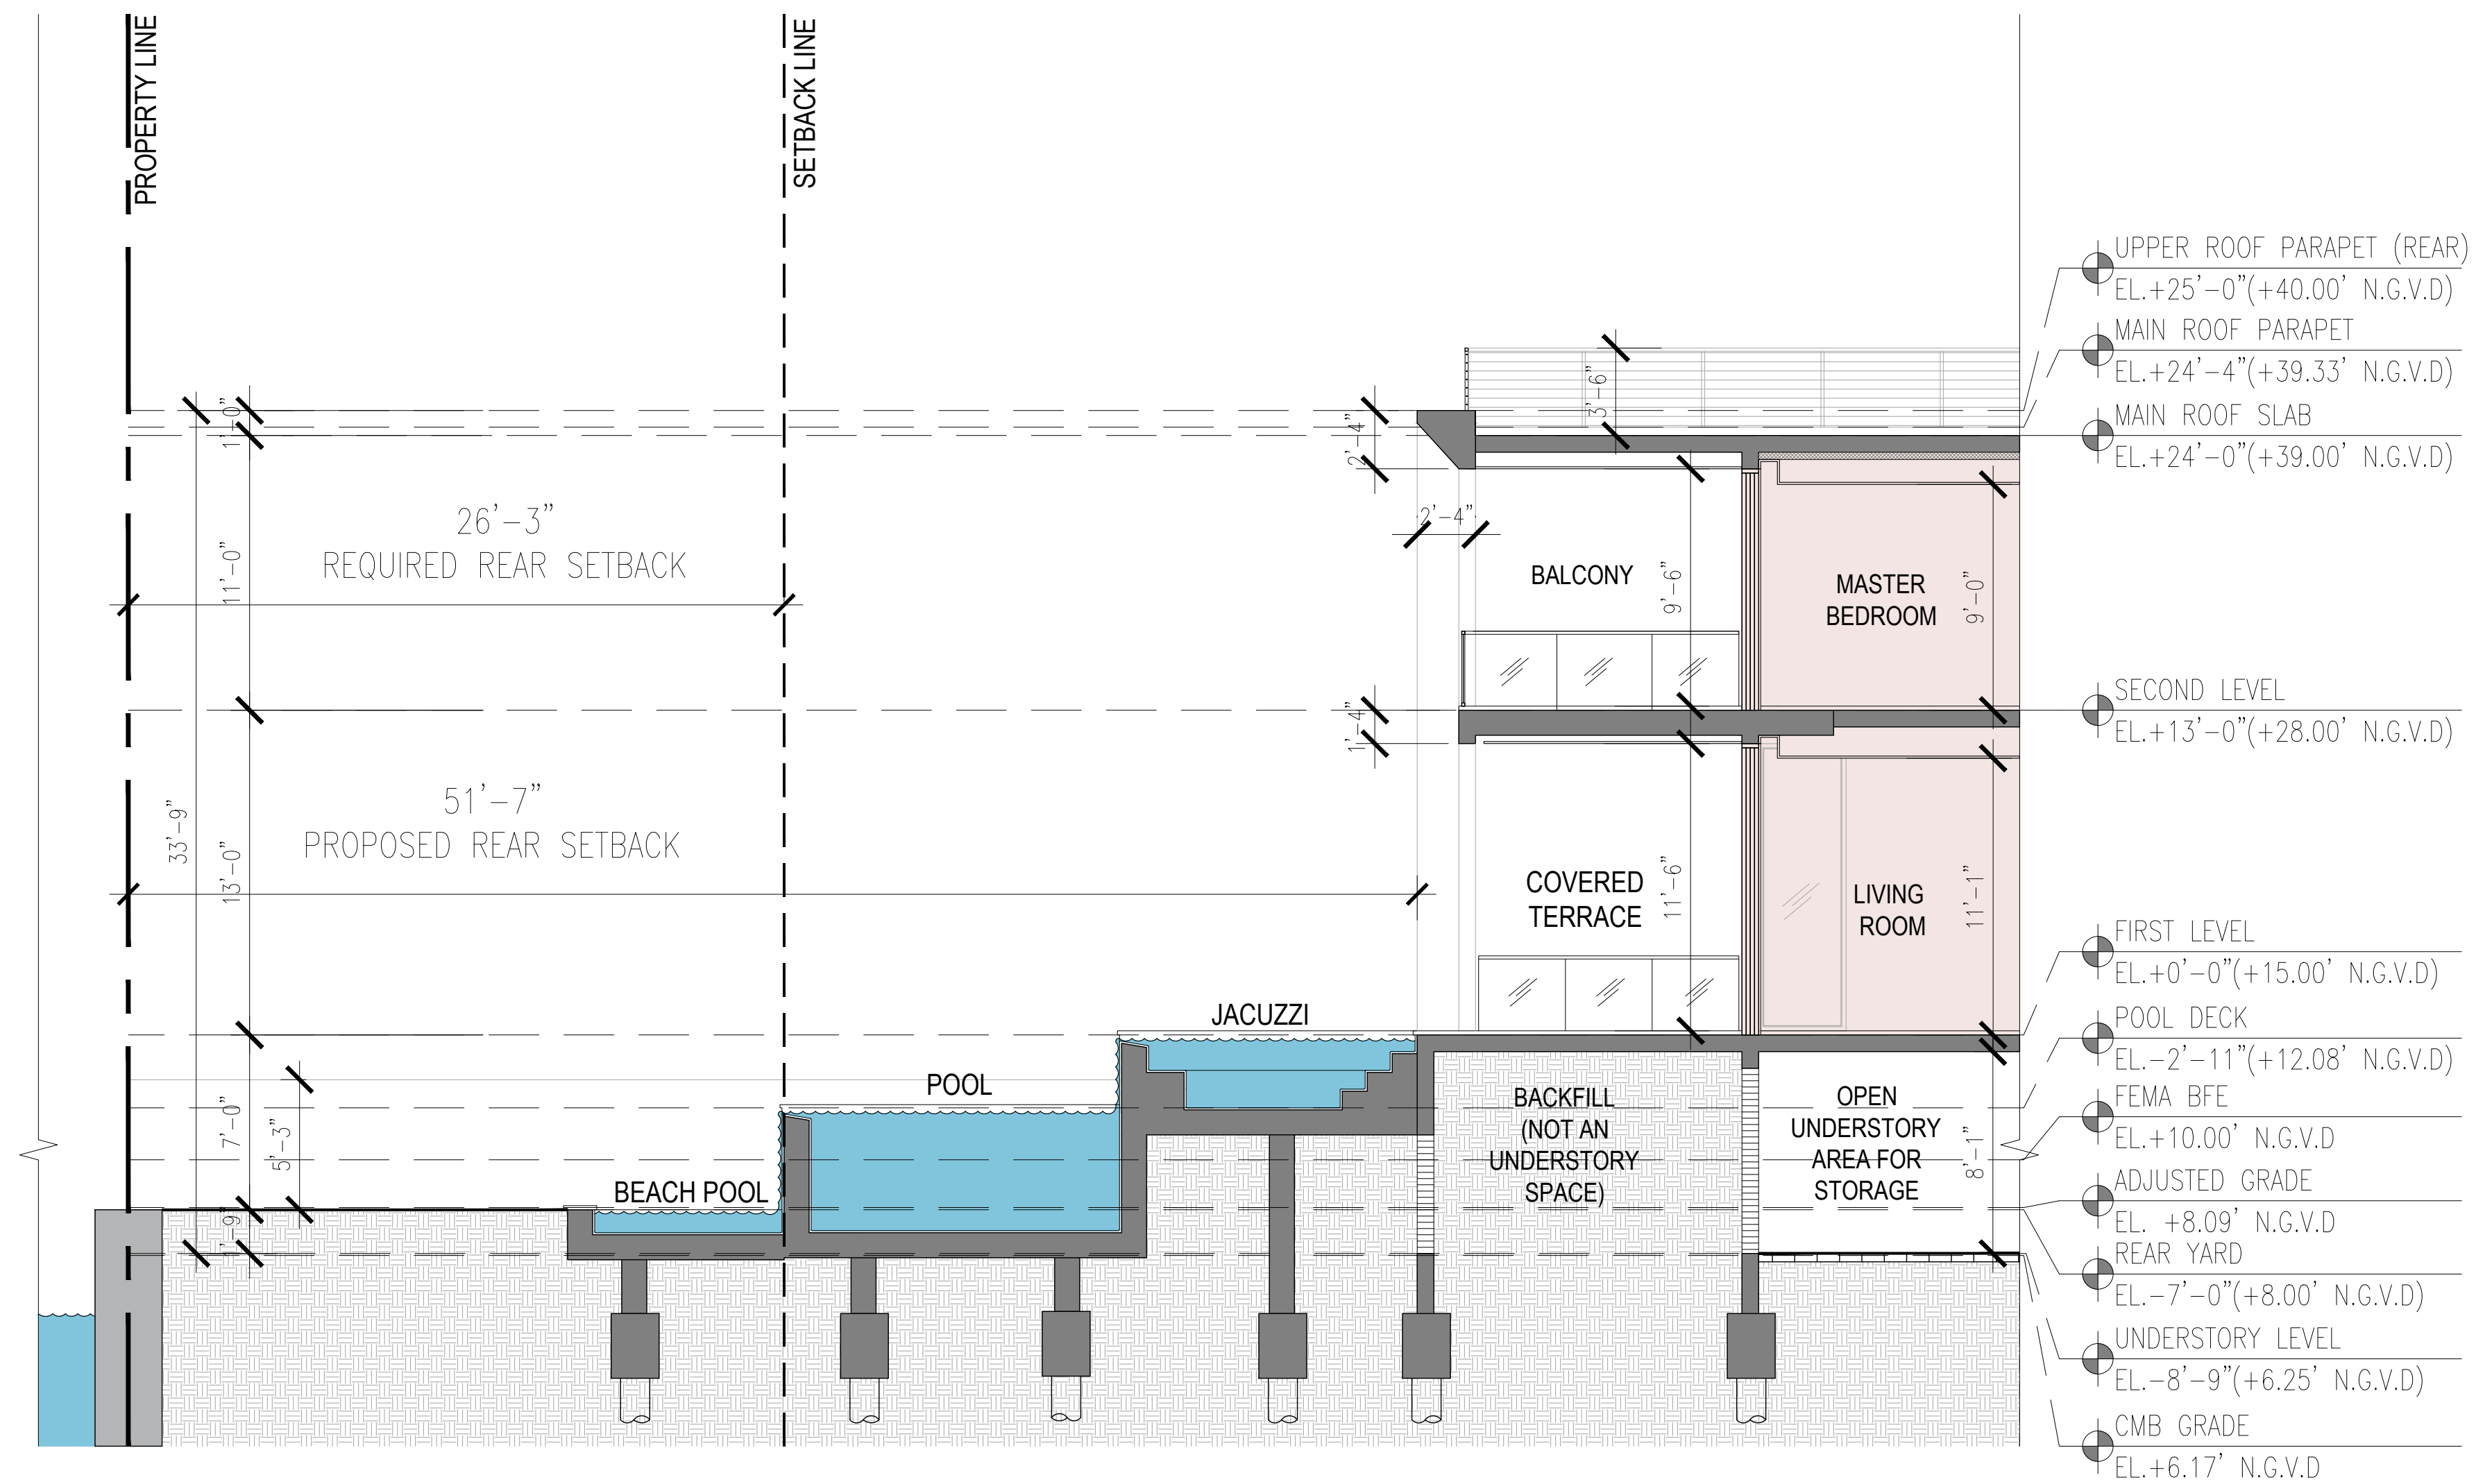 PROPERTY LINE
SETBACK LINE
UPPER ROOF PARAPET (REAR)
EL.+25'-0"(+40.00' N.G.V.D)
MAIN ROOF PARAPET
EL.+24'-4"(+39.33' N.G.V.D)
MAIN ROOF SLAB
EL.+24'-0"(+39.00' N.G.V.D)
3'-6"
1'-0"
2'-4"
2'-4"
26'-3"
REQUIRED REAR SETBACK
11'-0"
BALCONY
9'-6"
MASTER
BEDROOM
9'-0"
SECOND LEVEL
EL.+13'-0"(+28.00' N.G.V.D)
1'-4"
51'-7"
PROPOSED REAR SETBACK
33'-9"
13'-0"
COVERED
TERRACE
11'-6"
LIVING
ROOM
11'-1"
FIRST LEVEL
EL.+0'-0"(+15.00' N.G.V.D)
POOL DECK
EL.-2'-11"(+12.08' N.G.V.D)
FEMA BFE
EL.+10.00' N.G.V.D
ADJUSTED GRADE
EL. +8.09' N.G.V.D
REAR YARD
EL.-7'-0"(+8.00' N.G.V.D)
UNDERSTORY LEVEL
EL.-8'-9"(+6.25' N.G.V.D)
CMB GRADE
EL.+6.17' N.G.V.D
JACUZZI
POOL
BEACH POOL
7'-0"
5'-3"
1'-9"
BACKFILL
(NOT AN
UNDERSTORY
SPACE)
OPEN
UNDERSTORY
AREA FOR
STORAGE
8'-1"